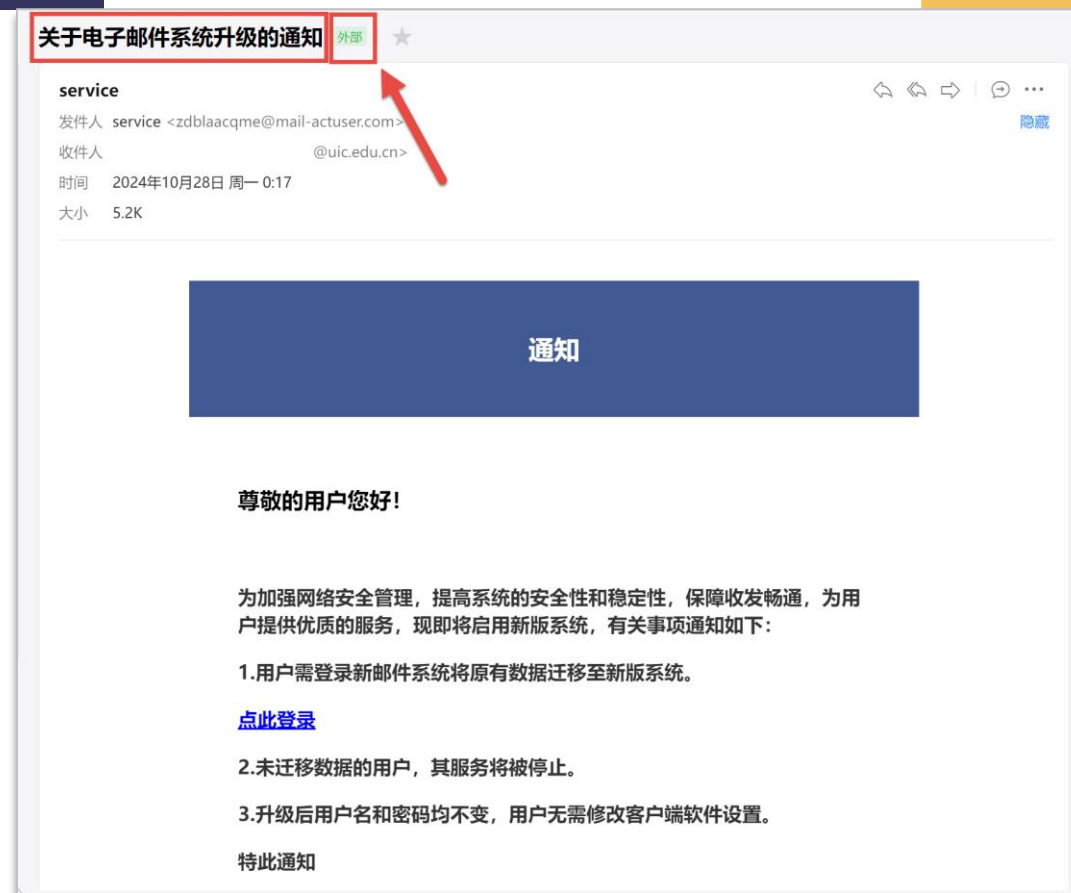 关于电子邮件系统升级的通知 外部
service
发件人 service <zdblaacqme@mail-actuser.com>
隐藏
收件人 @uic.edu.cn>
时间 2024年10月28日 周一 0:17
大小 5.2K
通知
尊敬的用户您好！
为加强网络安全管理，提高系统的安全性和稳定性，保障收发畅通，为用
户提供优质的服务，现即将启用新版系统，有关事项通知如下：
1.用户需登录新邮件系统将原有数据迁移至新版系统。
点此登录
2.未迁移数据的用户，其服务将被停止。
3.升级后用户名和密码均不变，用户无需修改客户端软件设置。
特此通知